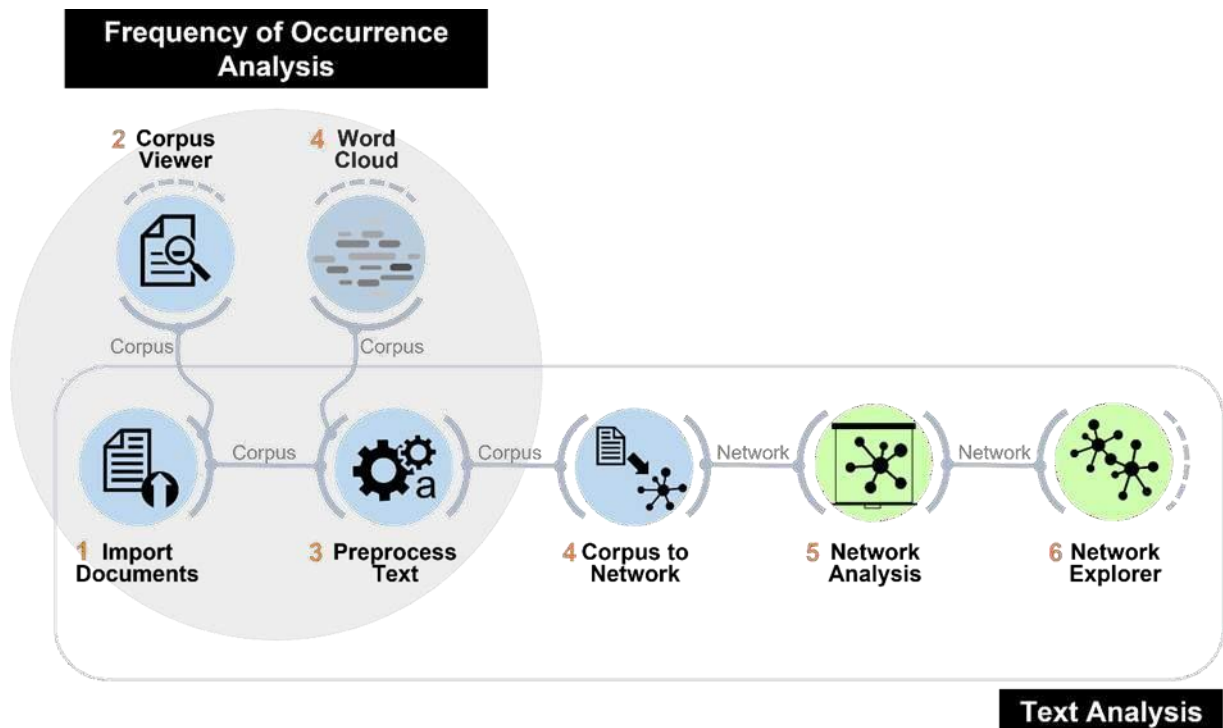 Frequency of Occurrence
Analysis
2 Corpus
Viewer
4 Word
Cloud
Corpus
Corpus
Corpus
Corpus
Network
Network
a
1 Import
Documents
3 Preprocess
Text
4 Corpus to
Network
5 Network
Analysis
6 Network
Explorer
Text Analysis